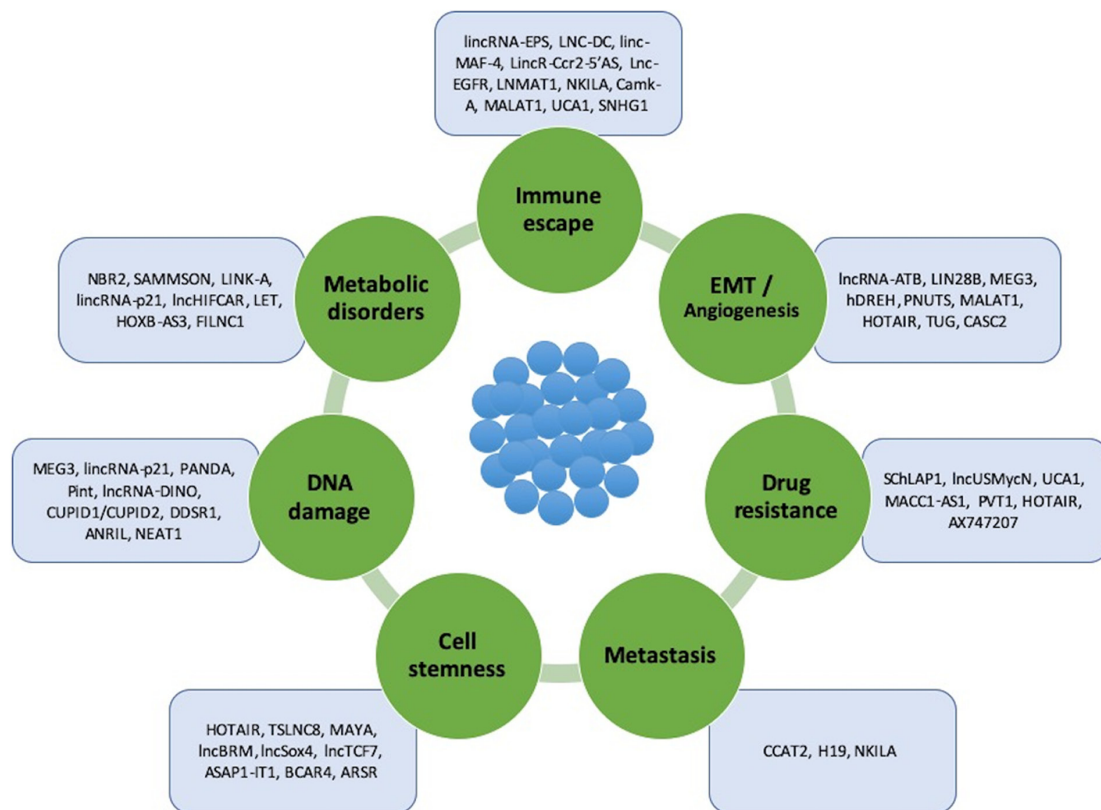 lincRNA-EPS, LNC-DC, linc-
MAF-4, LincR-Ccr2-5’AS, Lnc-
EGFR, LNMAT1, NKILA, Camk-
A, MALAT1, UCA1, SNHG1
Immune
escape
NBR2, SAMMSON, LINK-A,
lincRNA-p21, lncHIFCAR, LET,
HOXB-AS3, FILNC1
Metabolic
disorders
EMT /
Angiogenesis
lncRNA-ATB, LIN28B, MEG3,
hDREH, PNUTS, MALAT1,
HOTAIR, TUG, CASC2
MEG3, lincRNA-p21, PANDA,
Pint, lncRNA-DINO,
CUPID1/CUPID2, DDSR1,
ANRIL, NEAT1
DNA
damage
Drug
resistance
SChLAP1, lncUSMycN, UCA1,
MACC1-AS1, PVT1, HOTAIR,
AX747207
Cell
stemness
Metastasis
HOTAIR, TSLNC8, MAYA,
lncBRM, lncSox4, lncTCF7,
ASAP1-IT1, BCAR4, ARSR
CCAT2, H19, NKILA